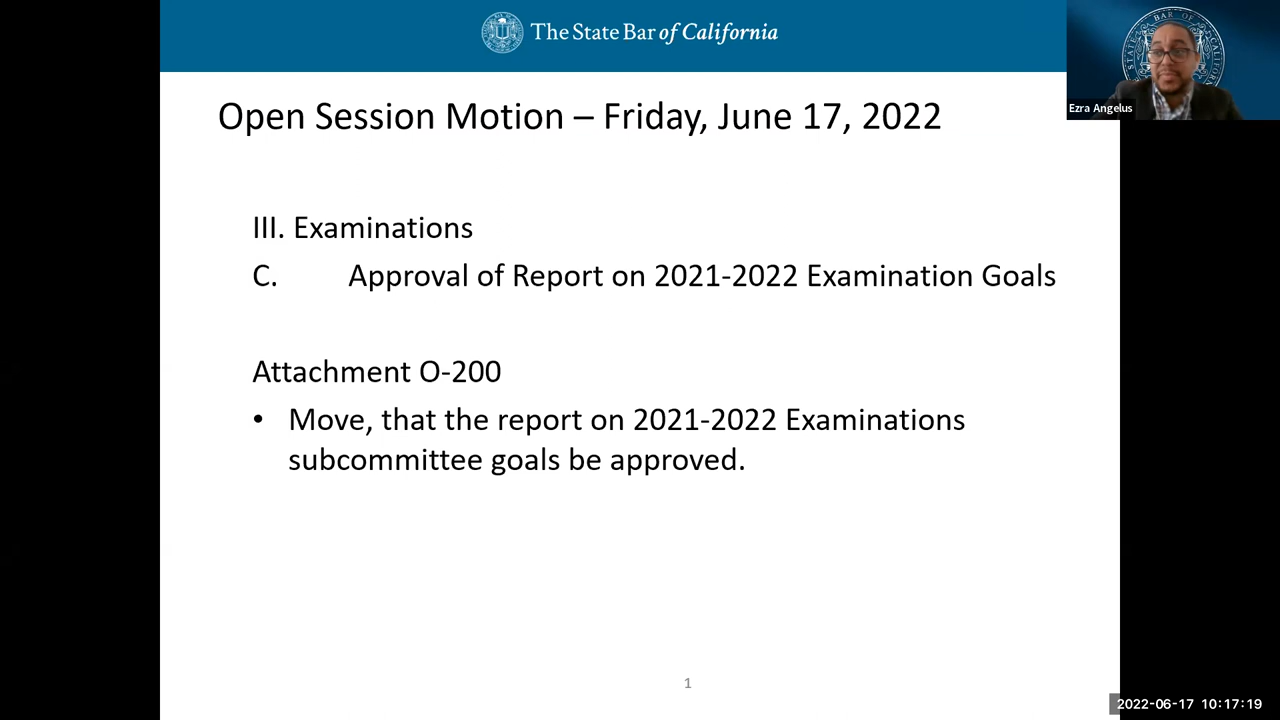 The State Bar of California
Ezra Angelus
Open Session Motion – Friday, June 17, 2022
III. Examinations
C. Approval of Report on 2021-2022 Examination Goals
Attachment O-200
• Move, that the report on 2021-2022 Examinations
subcommittee goals be approved.
1
2022-06-17 10:17:19